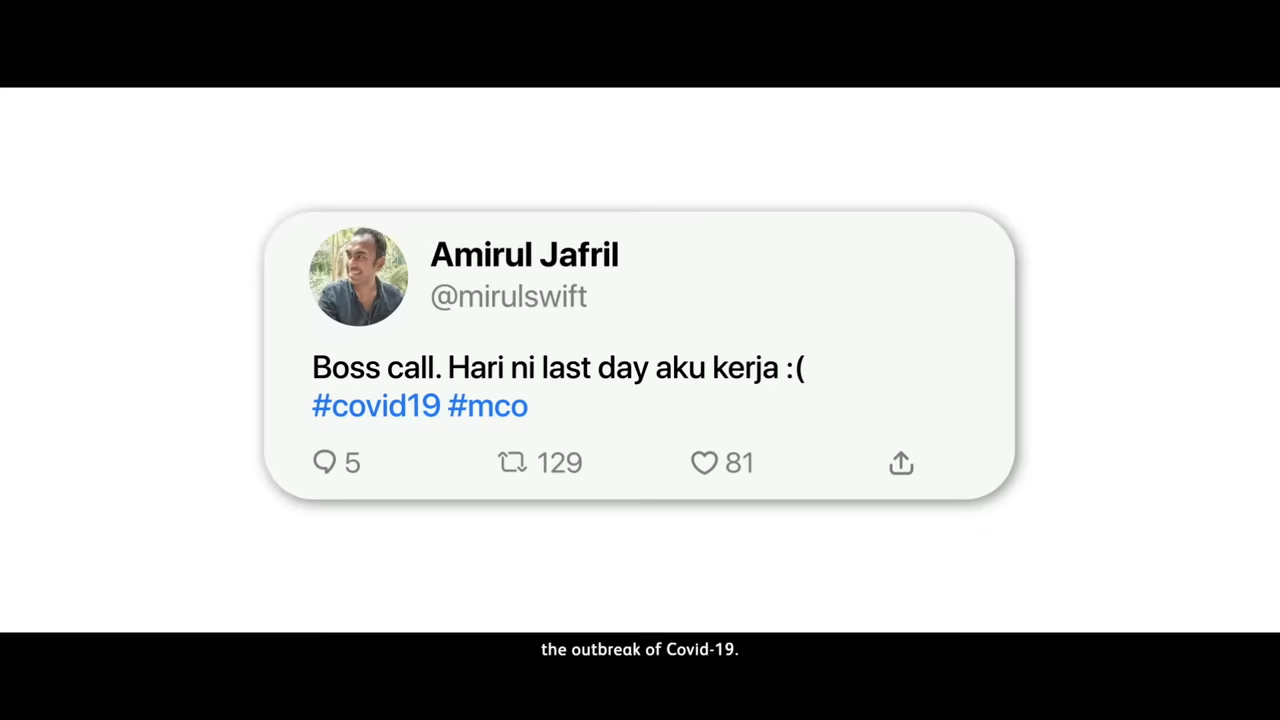 Amirul Jafril
@mirulswift
Boss call. Hari ni last day aku kerja :(
#covid19 #mco
5 129 81
the outbreak of Covid-19.